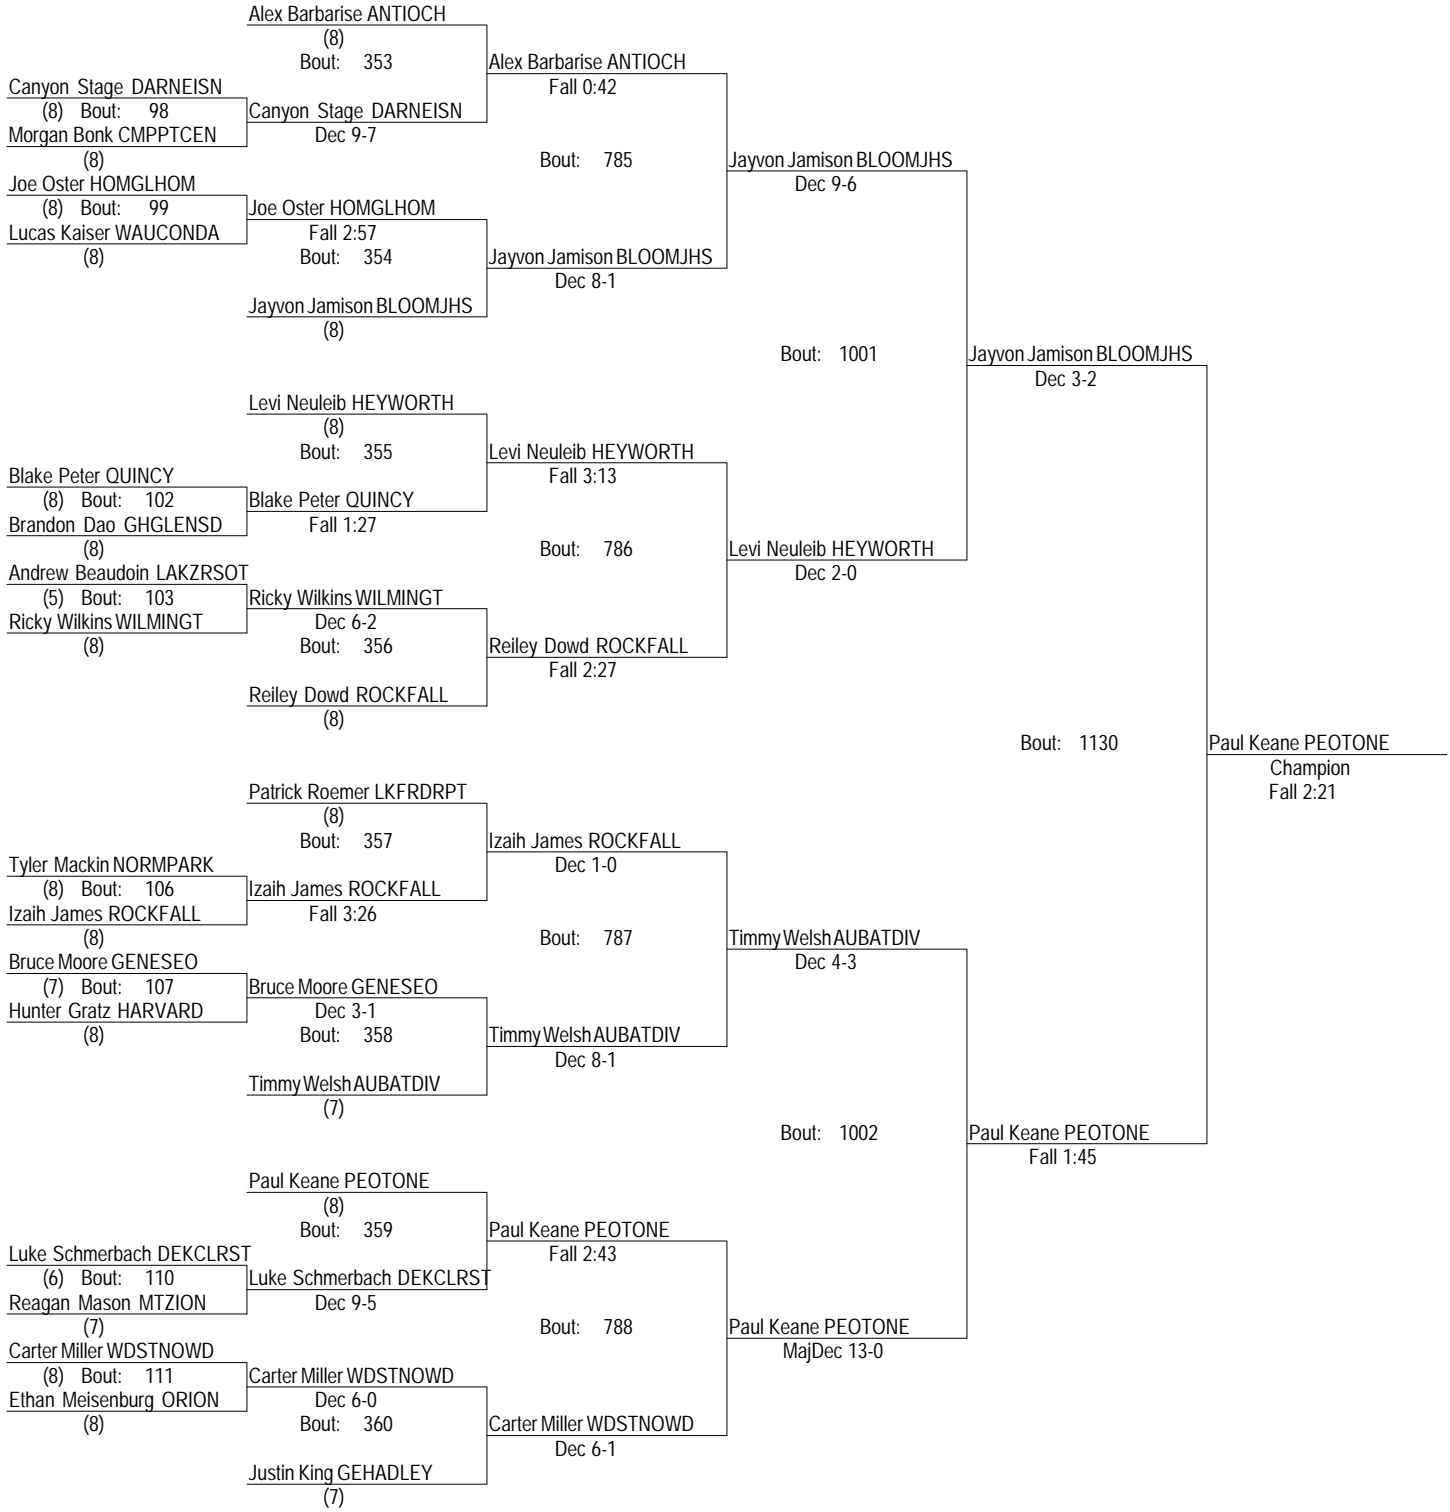 Alex Barbarise ANTIOCH
(8)
Bout: 353
Alex Barbarise ANTIOCH
Canyon Stage DARNEISN
Fall 0:42
(8) Bout: 98
Canyon Stage DARNEISN
Morgan Bonk CMPPTCEN
Dec 9-7
(8)
Bout: 785
Jayvon Jamison BLOOMJHS
Joe Oster HOMGLHOM
Dec 9-6
(8) Bout: 99
Joe Oster HOMGLHOM
Lucas Kaiser WAUCONDA
Fall 2:57
(8)
Bout: 354
Jayvon Jamison BLOOMJHS
Dec 8-1
Jayvon Jamison BLOOMJHS
(8)
Bout: 1001
Jayvon Jamison BLOOMJHS
Dec 3-2
Levi Neuleib HEYWORTH
(8)
Bout: 355
Levi Neuleib HEYWORTH
Blake Peter QUINCY
Fall 3:13
(8) Bout: 102
Blake Peter QUINCY
Brandon Dao GHGLENSD
Fall 1:27
(8)
Bout: 786
Levi Neuleib HEYWORTH
Andrew Beaudoin LAKZRSOT
Dec 2-0
(5) Bout: 103
Ricky Wilkins WILMINGT
Ricky Wilkins WILMINGT
Dec 6-2
(8)
Bout: 356
Reiley Dowd ROCKFALL
Fall 2:27
Reiley Dowd ROCKFALL
(8)
Bout: 1130
Paul Keane PEOTONE
Champion
Fall 2:21
Patrick Roemer LKFRDRPT
(8)
Bout: 357
Izaih James ROCKFALL
Tyler Mackin NORMPARK
Dec 1-0
(8) Bout: 106
Izaih James ROCKFALL
Izaih James ROCKFALL
Fall 3:26
(8)
Bout: 787
Timmy Welsh AUBATDIV
Bruce Moore GENESEO
Dec 4-3
(7) Bout: 107
Bruce Moore GENESEO
Hunter Gratz HARVARD
Dec 3-1
(8)
Bout: 358
Timmy Welsh AUBATDIV
Dec 8-1
Timmy Welsh AUBATDIV
(7)
Bout: 1002
Paul Keane PEOTONE
Fall 1:45
Paul Keane PEOTONE
(8)
Bout: 359
Paul Keane PEOTONE
Luke Schmerbach DEKCLRST
Fall 2:43
(6) Bout: 110
Luke Schmerbach DEKCLRST
Reagan Mason MTZION
Dec 9-5
(7)
Bout: 788
Paul Keane PEOTONE
Carter Miller WDSTNOWD
MajDec 13-0
(8) Bout: 111
Carter Miller WDSTNOWD
Ethan Meisenburg ORION
Dec 6-0
(8)
Bout: 360
Carter Miller WDSTNOWD
Dec 6-1
Justin King GEHADLEY
(7)